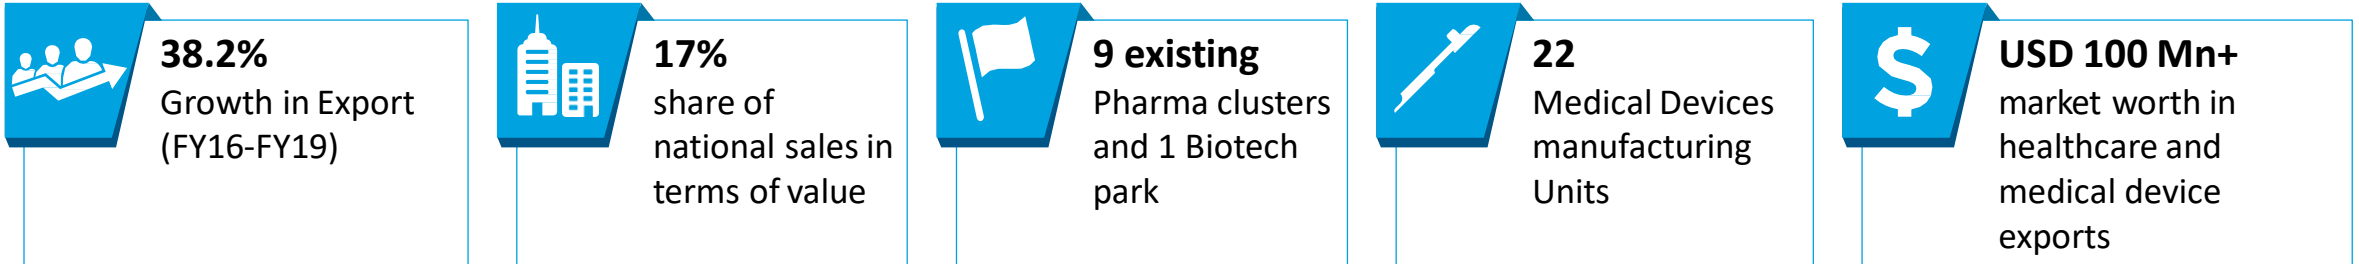 38.2%
Growth in Export
(FY16-FY19)
17%
share of
national sales in
terms of value
9 existing
Pharma clusters
and 1 Biotech
park
22
Medical Devices
manufacturing
Units
USD 100 Mn+
market worth in
healthcare and
medical device
exports